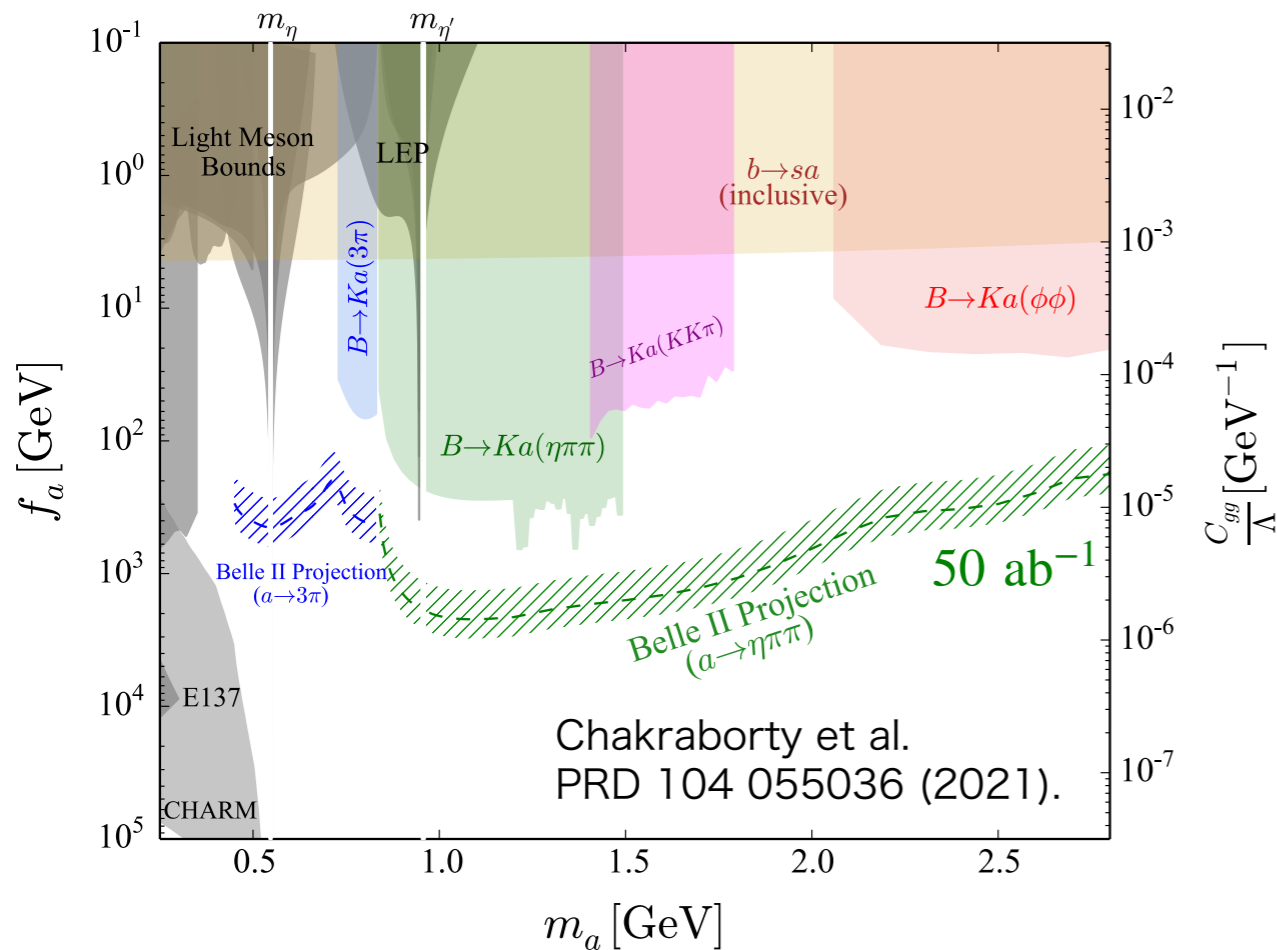 m_η m_η′
10^-1
10^0
10^1
10^2
10^3
10^4
10^5
f_a [GeV]
Light Meson
Bounds
LEP
b→sa
(inclusive)
B→Ka(3π)
B→Ka(ϕϕ)
B→Ka(KKπ)
B→Ka(ηππ)
Belle II Projection
(a→3π)
50 ab^-1
Belle II Projection
(a→ηππ)
E137
CHARM
Chakraborty et al.
PRD 104 055036 (2021).
10^-2
10^-3
10^-4
10^-5
10^-6
10^-7
C_gg/Λ [GeV^-1]
0.5 1.0 1.5 2.0 2.5
m_a [GeV]